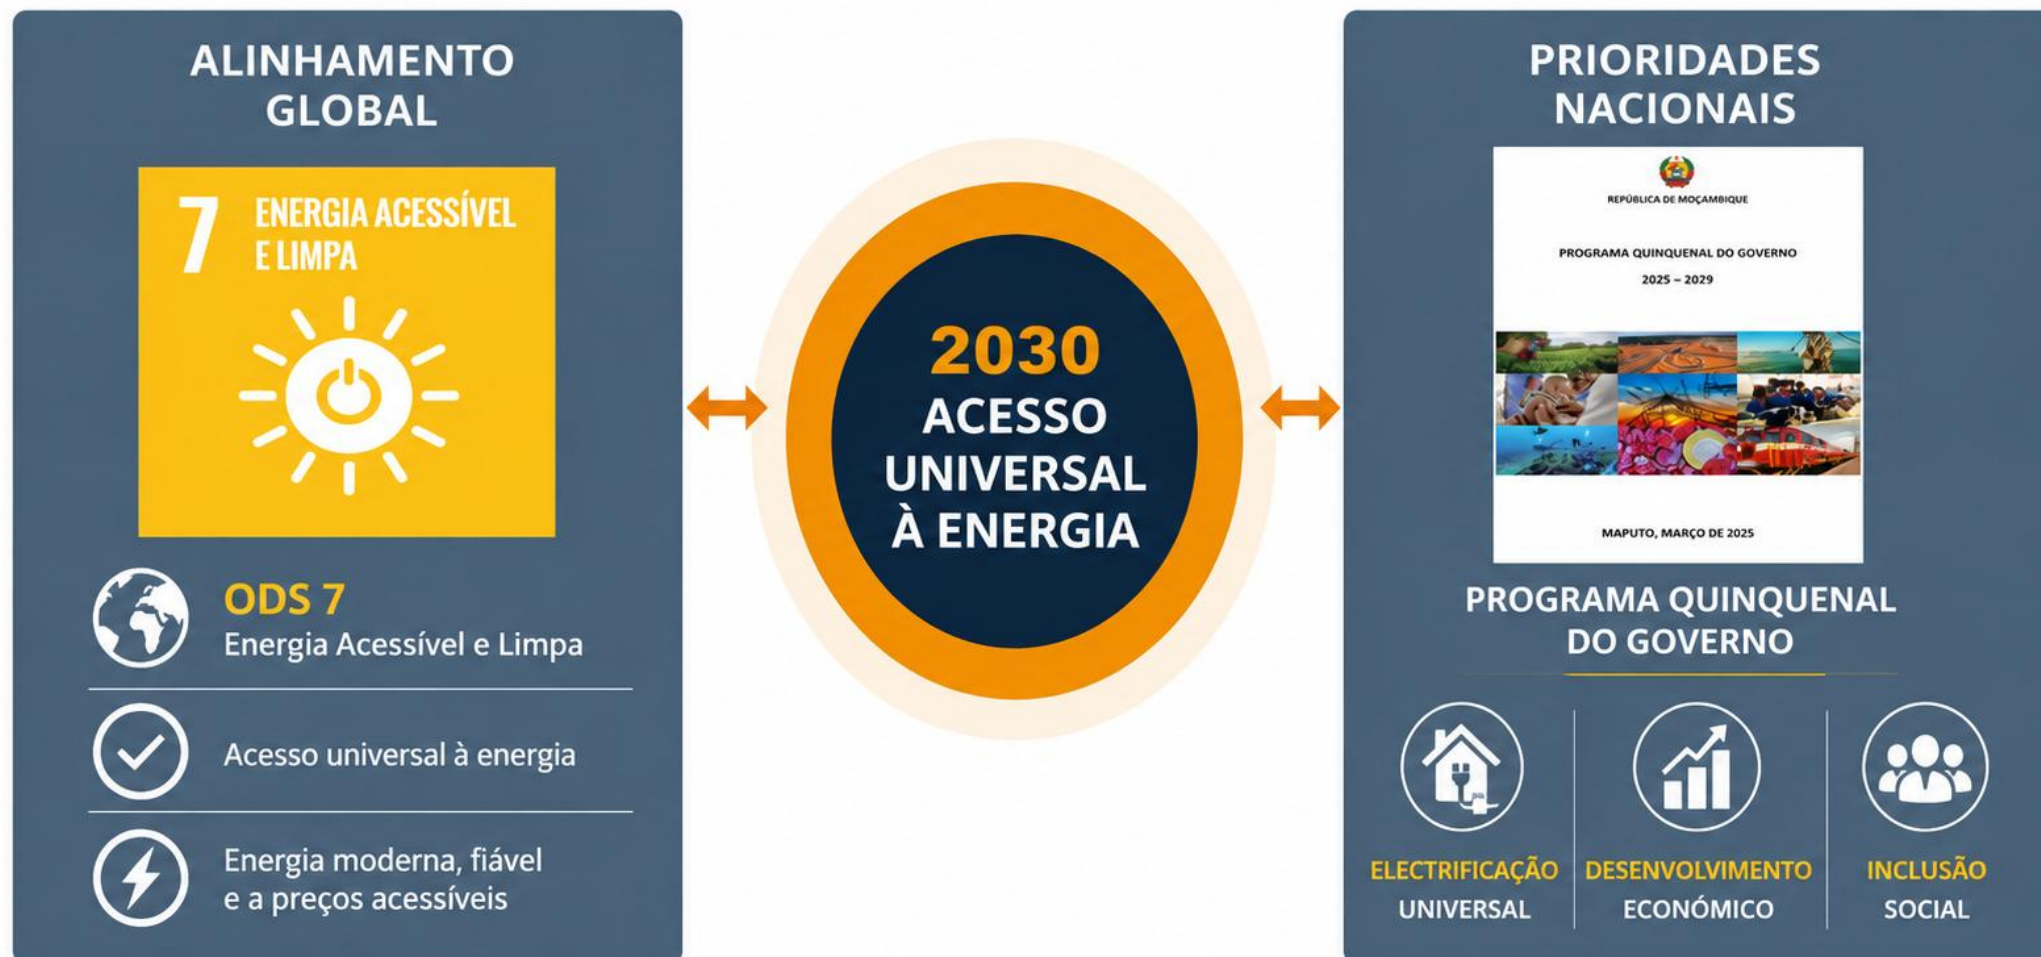 ALINHAMENTO
GLOBAL
7
ENERGIA ACESSÍVEL
E LIMPA
ODS 7
Energia Acessível e Limpa
Acesso universal à energia
Energia moderna, fiável
e a preços acessíveis
2030
ACESSO
UNIVERSAL
À ENERGIA
PRIORIDADES
NACIONAIS
REPÚBLICA DE MOÇAMBIQUE
PROGRAMA QUINQUENAL DO GOVERNO
2025 – 2029
MAPUTO, MARÇO DE 2025
PROGRAMA QUINQUENAL
DO GOVERNO
ELECTRIFICAÇÃO
UNIVERSAL
DESENVOLVIMENTO
ECONÓMICO
INCLUSÃO
SOCIAL